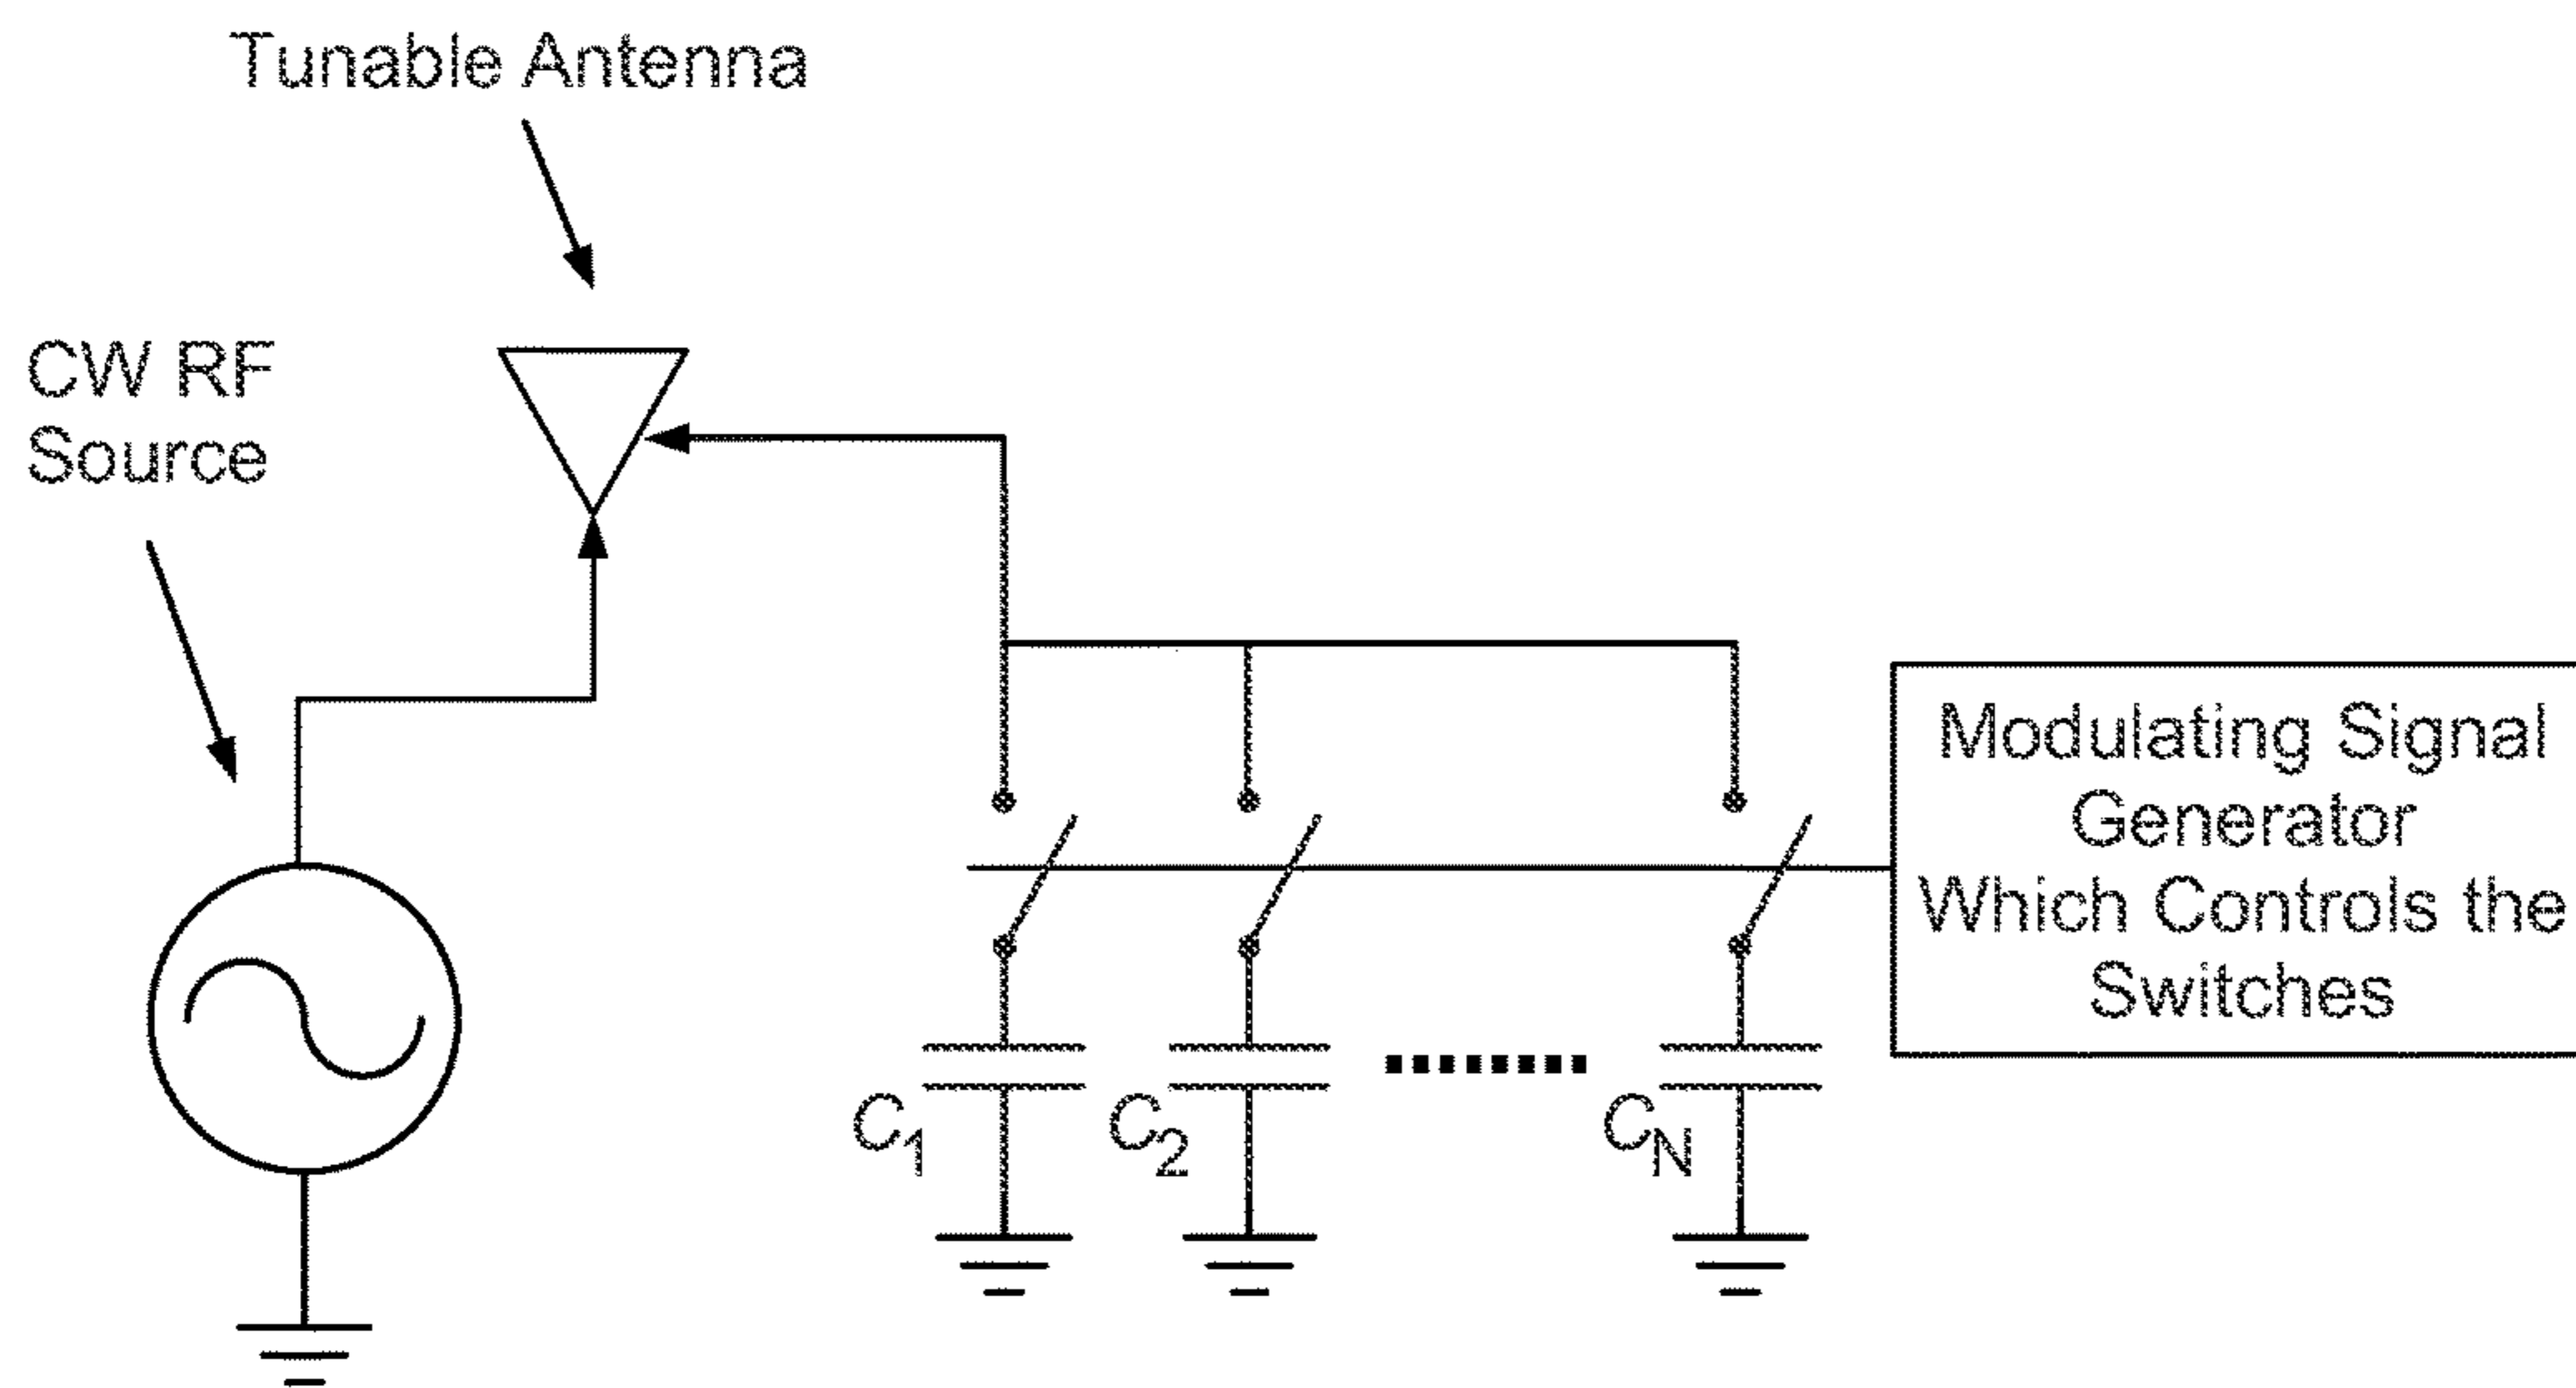 Tunable Antenna
CW RF
Source
Modulating Signal
Generator
Which Controls the
Switches
C1
C2
CN